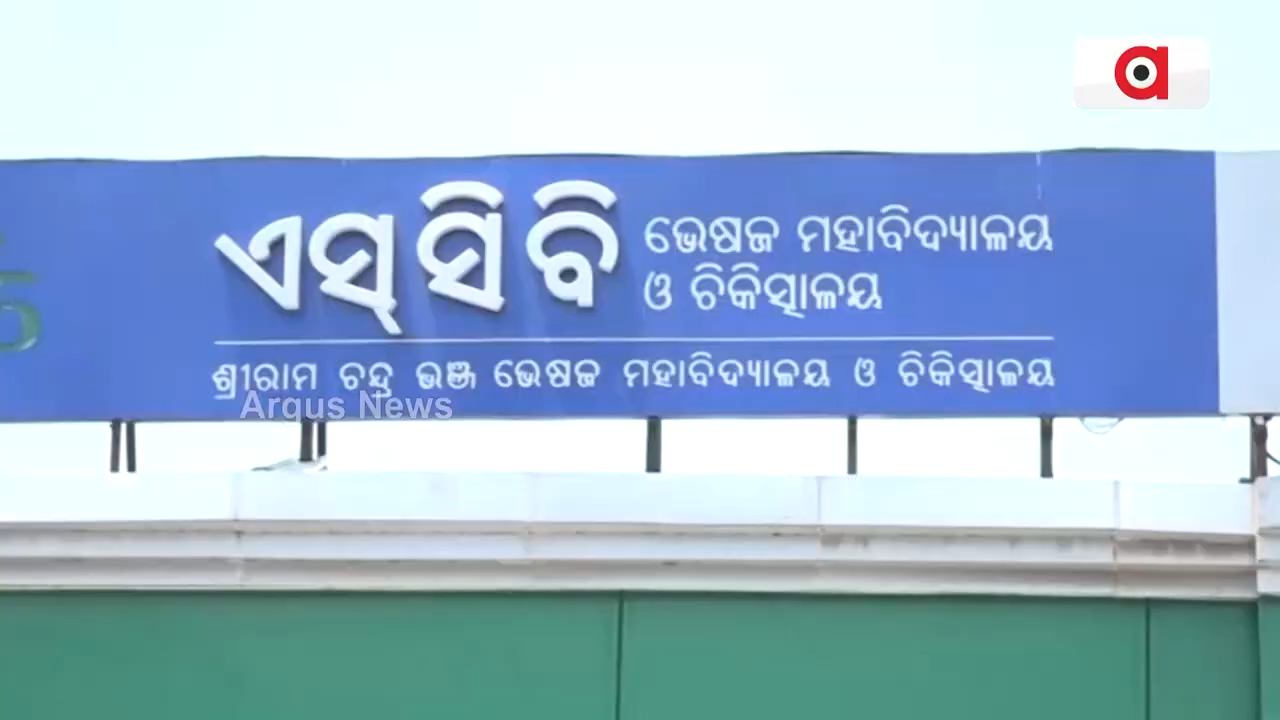 ଏସ୍ ସି ବି
ଭେଷଜ ମହାବିଦ୍ୟାଳୟ
ଓ ଚିକିତ୍ସାଳୟ
ଶ୍ରୀରାମ ଚନ୍ଦ୍ର ଭଞ୍ଜ ଭେଷଜ ମହାବିଦ୍ୟାଳୟ ଓ ଚିକିତ୍ସାଳୟ
Argus News